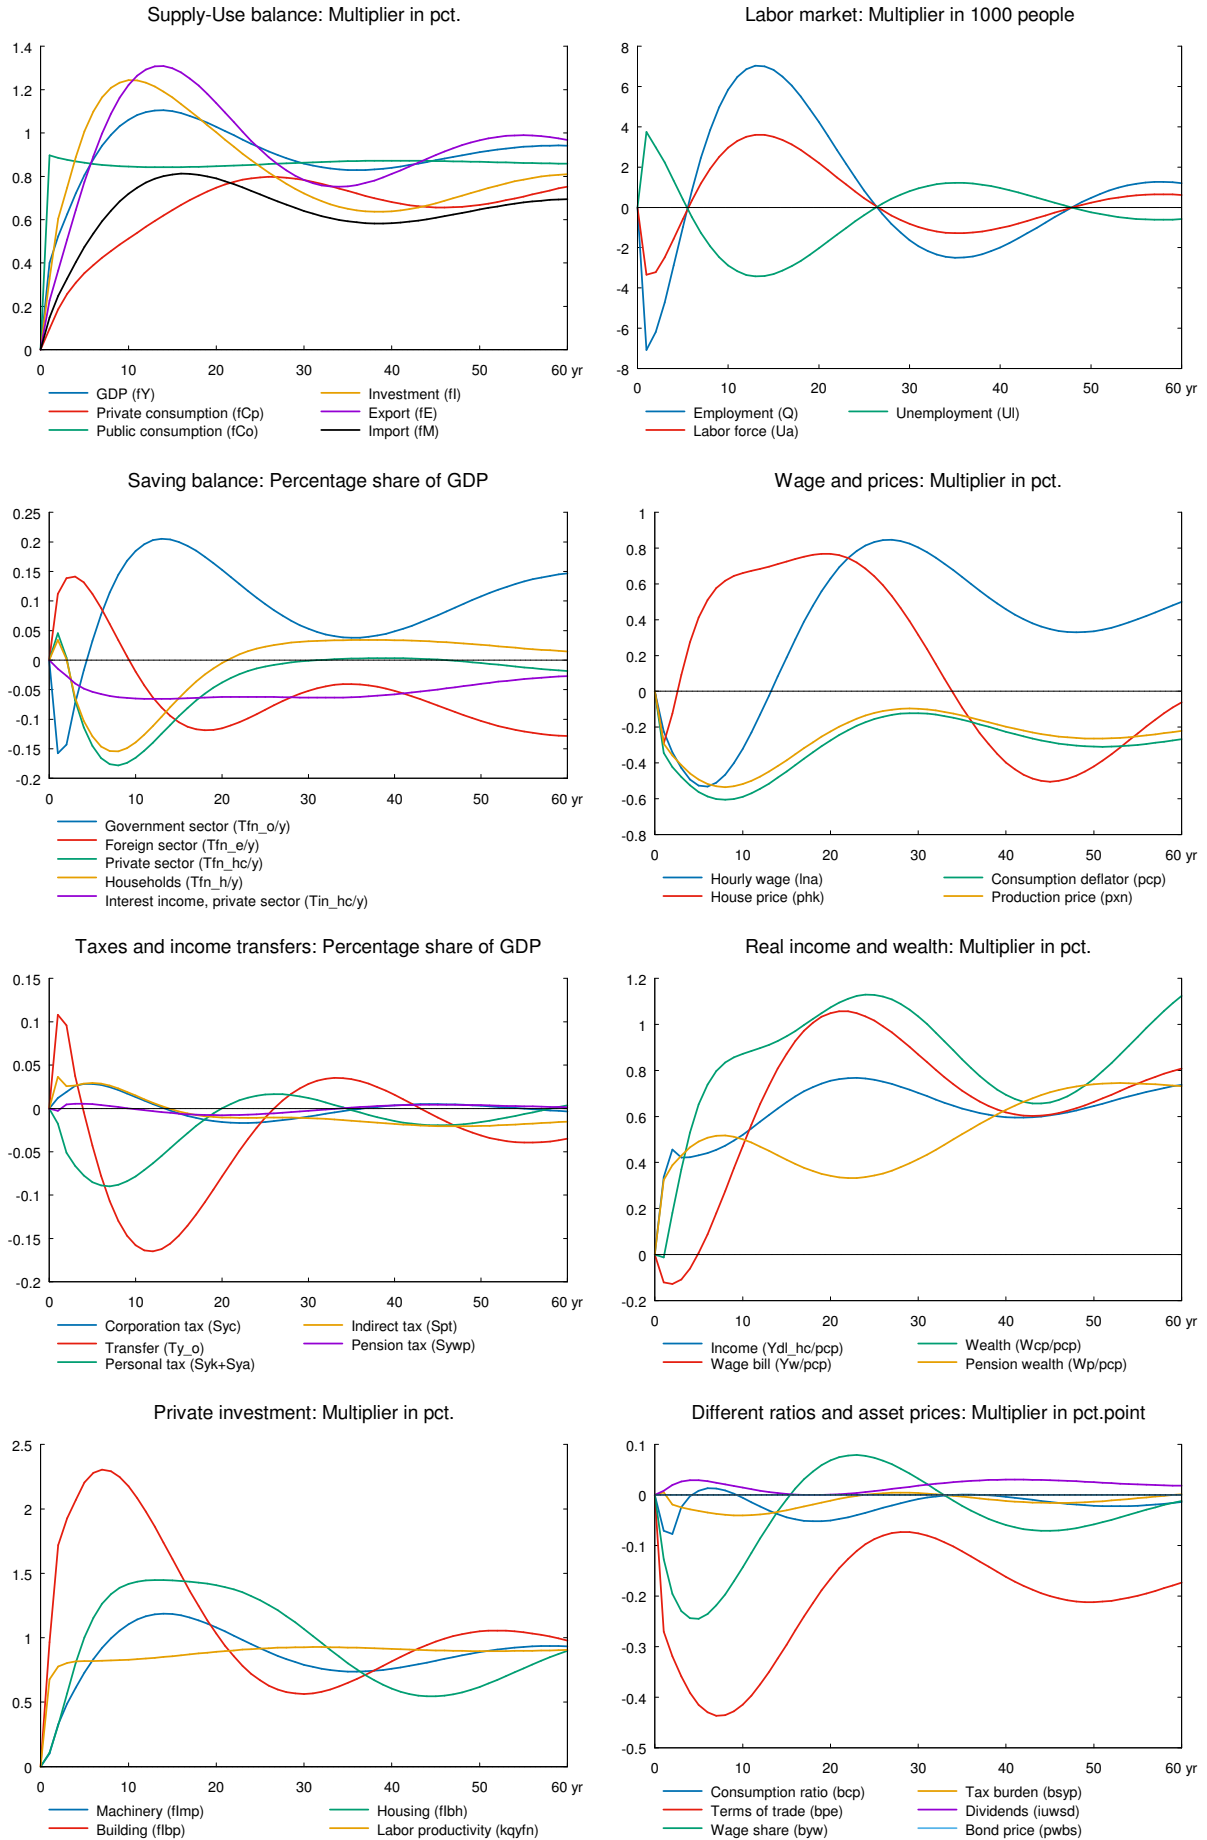 Supply-Use balance: Multiplier in pct.
1.4
1.2
1
0.8
0.6
0.4
0.2
0
0 10 20 30 40 50 60 yr
GDP (fY)
Investment (fI)
Private consumption (fCp)
Export (fE)
Public consumption (fCo)
Import (fM)
Labor market: Multiplier in 1000 people
8
6
4
2
0
-2
-4
-6
-8
0 10 20 30 40 50 60 yr
Employment (Q)
Unemployment (Ul)
Labor force (Ua)
Saving balance: Percentage share of GDP
0.25
0.2
0.15
0.1
0.05
0
-0.05
-0.1
-0.15
-0.2
0 10 20 30 40 50 60 yr
Government sector (Tfn_o/y)
Foreign sector (Tfn_e/y)
Private sector (Tfn_hc/y)
Households (Tfn_h/y)
Interest income, private sector (Tin_hc/y)
Wage and prices: Multiplier in pct.
1
0.8
0.6
0.4
0.2
0
-0.2
-0.4
-0.6
-0.8
0 10 20 30 40 50 60 yr
Hourly wage (lna)
Consumption deflator (pcp)
House price (phk)
Production price (pxn)
Taxes and income transfers: Percentage share of GDP
0.15
0.1
0.05
0
-0.05
-0.1
-0.15
-0.2
0 10 20 30 40 50 60 yr
Corporation tax (Syc)
Indirect tax (Spt)
Transfer (Ty_o)
Pension tax (Sywp)
Personal tax (Syk+Sya)
Real income and wealth: Multiplier in pct.
1.2
1
0.8
0.6
0.4
0.2
0
-0.2
0 10 20 30 40 50 60 yr
Income (Ydl_hc/pcp)
Wealth (Wcp/pcp)
Wage bill (Yw/pcp)
Pension wealth (Wp/pcp)
Private investment: Multiplier in pct.
2.5
2
1.5
1
0.5
0
0 10 20 30 40 50 60 yr
Machinery (fImp)
Housing (fIbh)
Building (fIbp)
Labor productivity (kqyfn)
Different ratios and asset prices: Multiplier in pct.point
0.1
0
-0.1
-0.2
-0.3
-0.4
-0.5
0 10 20 30 40 50 60 yr
Consumption ratio (bcp)
Tax burden (bsyp)
Terms of trade (bpe)
Dividends (iuwsd)
Wage share (byw)
Bond price (pwbs)